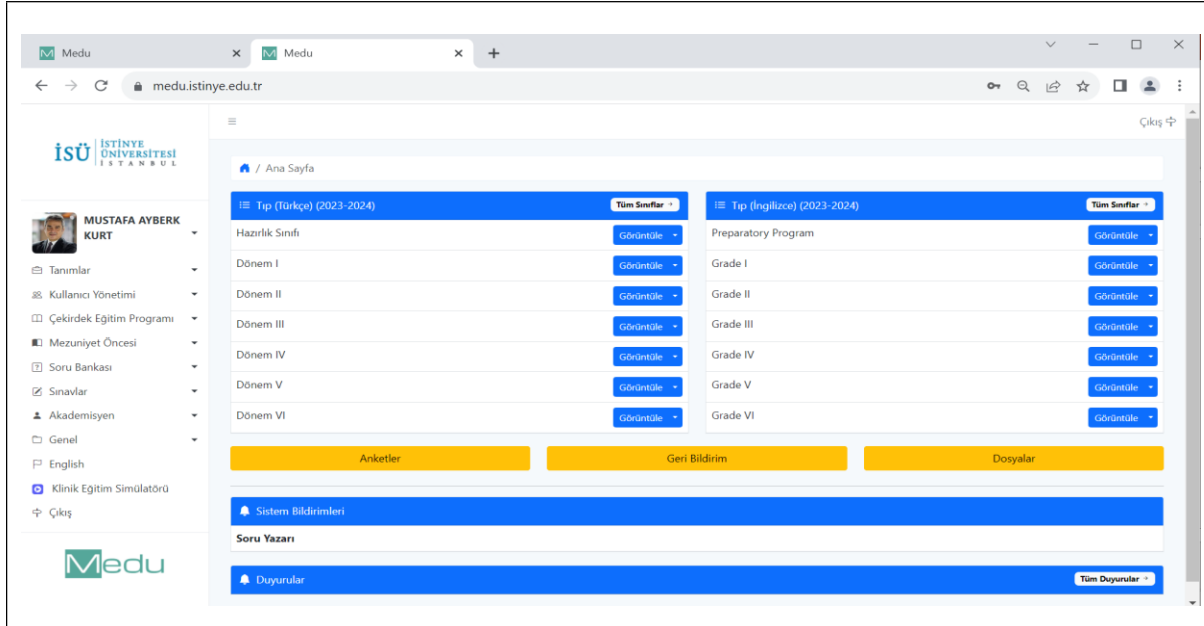 Medu
Medu
medu.istinye.edu.tr
Çıkış
İSÜ İSTİNYE ÜNİVERSİTESİ İSTANBUL
Ana Sayfa
MUSTAFA AYBERK KURT
Tanımlar
Kullanıcı Yönetimi
Çekirdek Eğitim Programı
Mezuniyet Öncesi
Soru Bankası
Sınavlar
Akademisyen
Genel
English
Klinik Eğitim Simülatörü
Çıkış
Medu
Tıp (Türkçe) (2023-2024) Tüm Sınıflar
Hazırlık Sınıfı Görüntüle
Dönem I Görüntüle
Dönem II Görüntüle
Dönem III Görüntüle
Dönem IV Görüntüle
Dönem V Görüntüle
Dönem VI Görüntüle
Tıp (İngilizce) (2023-2024) Tüm Sınıflar
Preparatory Program Görüntüle
Grade I Görüntüle
Grade II Görüntüle
Grade III Görüntüle
Grade IV Görüntüle
Grade V Görüntüle
Grade VI Görüntüle
Anketler
Geri Bildirim
Dosyalar
Sistem Bildirimleri
Soru Yazarı
Duyurular Tüm Duyurular